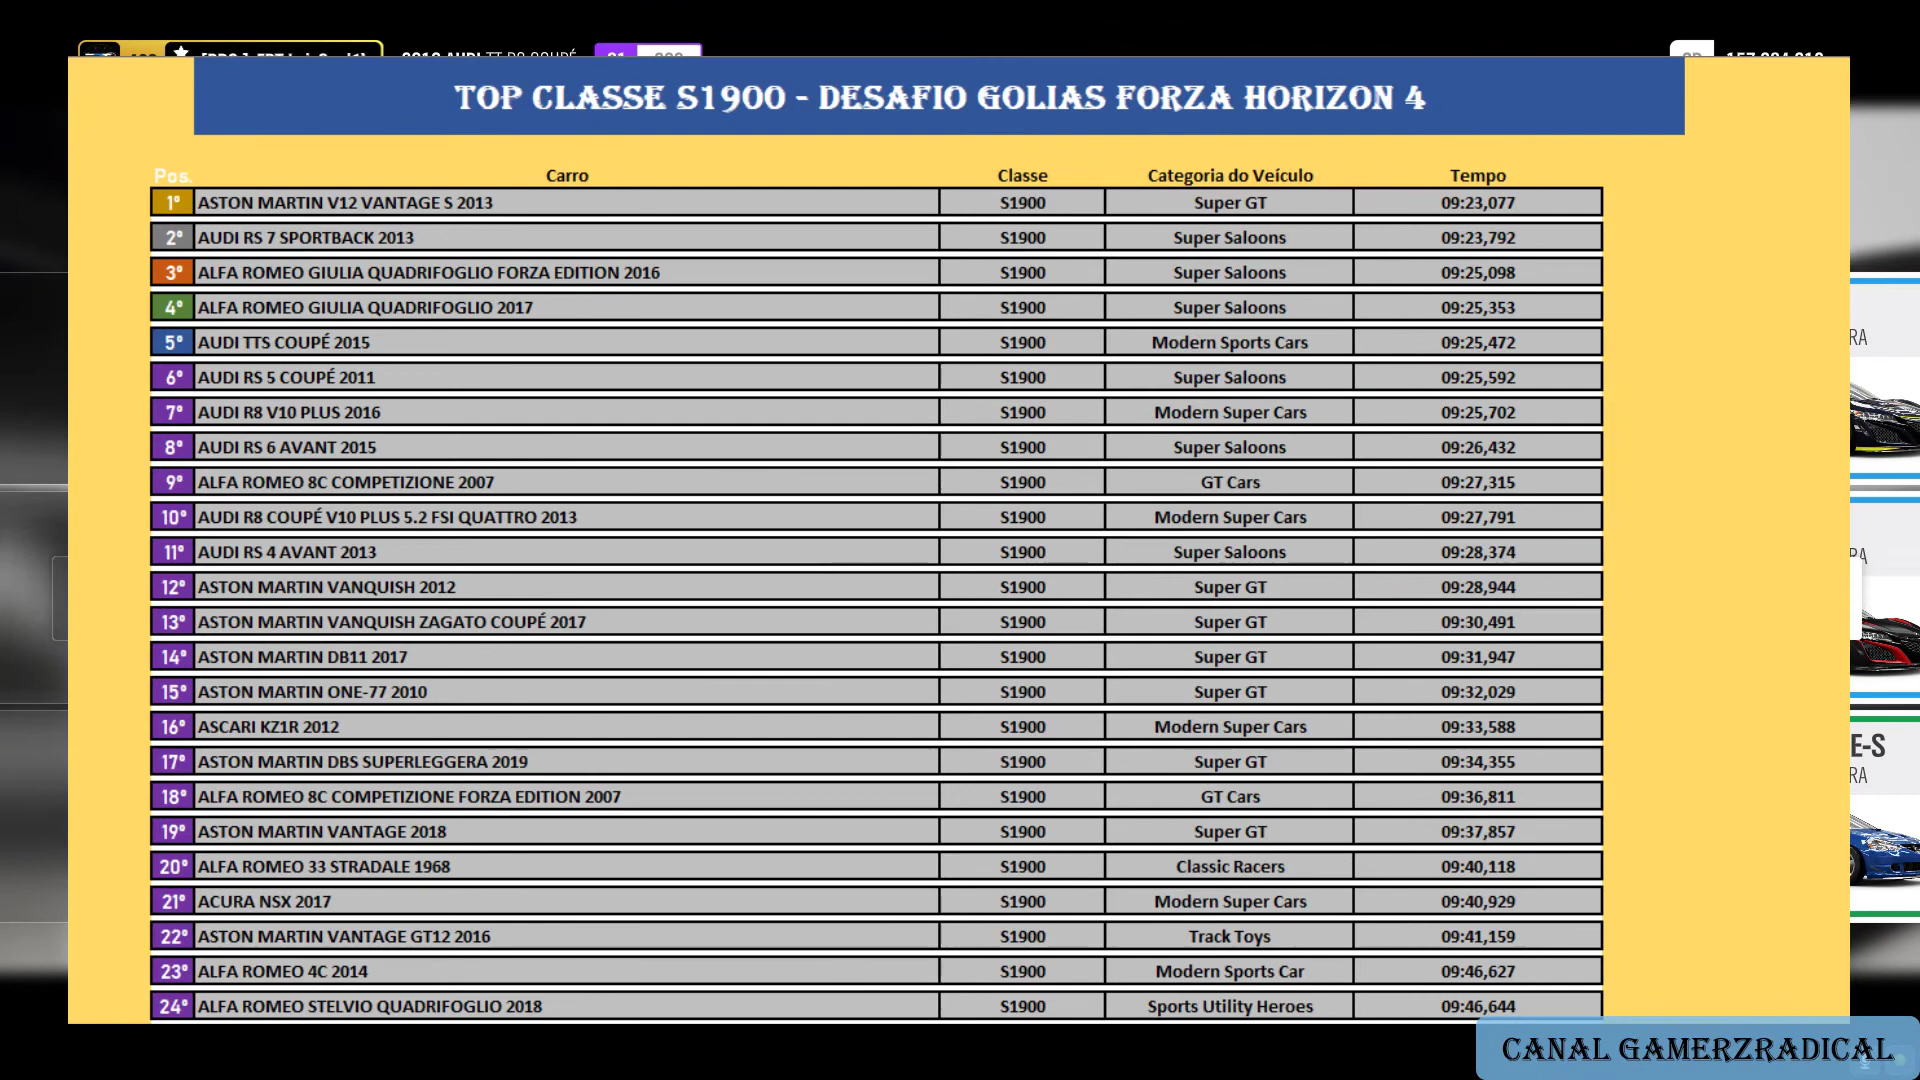 TOP CLASSE S1900 - DESAFIO GOLIAS FORZA HORIZON 4
Pos. Carro Classe Categoria do Veículo Tempo
1º ASTON MARTIN V12 VANTAGE S 2013 S1900 Super GT 09:23,077
2º AUDI RS 7 SPORTBACK 2013 S1900 Super Saloons 09:23,792
3º ALFA ROMEO GIULIA QUADRIFOGLIO FORZA EDITION 2016 S1900 Super Saloons 09:25,098
4º ALFA ROMEO GIULIA QUADRIFOGLIO 2017 S1900 Super Saloons 09:25,353
5º AUDI TTS COUPÉ 2015 S1900 Modern Sports Cars 09:25,472
6º AUDI RS 5 COUPÉ 2011 S1900 Super Saloons 09:25,592
7º AUDI R8 V10 PLUS 2016 S1900 Modern Super Cars 09:25,702
8º AUDI RS 6 AVANT 2015 S1900 Super Saloons 09:26,432
9º ALFA ROMEO 8C COMPETIZIONE 2007 S1900 GT Cars 09:27,315
10º AUDI R8 COUPÉ V10 PLUS 5.2 FSI QUATTRO 2013 S1900 Modern Super Cars 09:27,791
11º AUDI RS 4 AVANT 2013 S1900 Super Saloons 09:28,374
12º ASTON MARTIN VANQUISH 2012 S1900 Super GT 09:28,944
13º ASTON MARTIN VANQUISH ZAGATO COUPÉ 2017 S1900 Super GT 09:30,491
14º ASTON MARTIN DB11 2017 S1900 Super GT 09:31,947
15º ASTON MARTIN ONE-77 2010 S1900 Super GT 09:32,029
16º ASCARI KZ1R 2012 S1900 Modern Super Cars 09:33,588
17º ASTON MARTIN DBS SUPERLEGGERA 2019 S1900 Super GT 09:34,355
18º ALFA ROMEO 8C COMPETIZIONE FORZA EDITION 2007 S1900 GT Cars 09:36,811
19º ASTON MARTIN VANTAGE 2018 S1900 Super GT 09:37,857
20º ALFA ROMEO 33 STRADALE 1968 S1900 Classic Racers 09:40,118
21º ACURA NSX 2017 S1900 Modern Super Cars 09:40,929
22º ASTON MARTIN VANTAGE GT12 2016 S1900 Track Toys 09:41,159
23º ALFA ROMEO 4C 2014 S1900 Modern Sports Car 09:46,627
24º ALFA ROMEO STELVIO QUADRIFOGLIO 2018 S1900 Sports Utility Heroes 09:46,644
RA
E-S
RA
CANAL GAMERZRADICAL